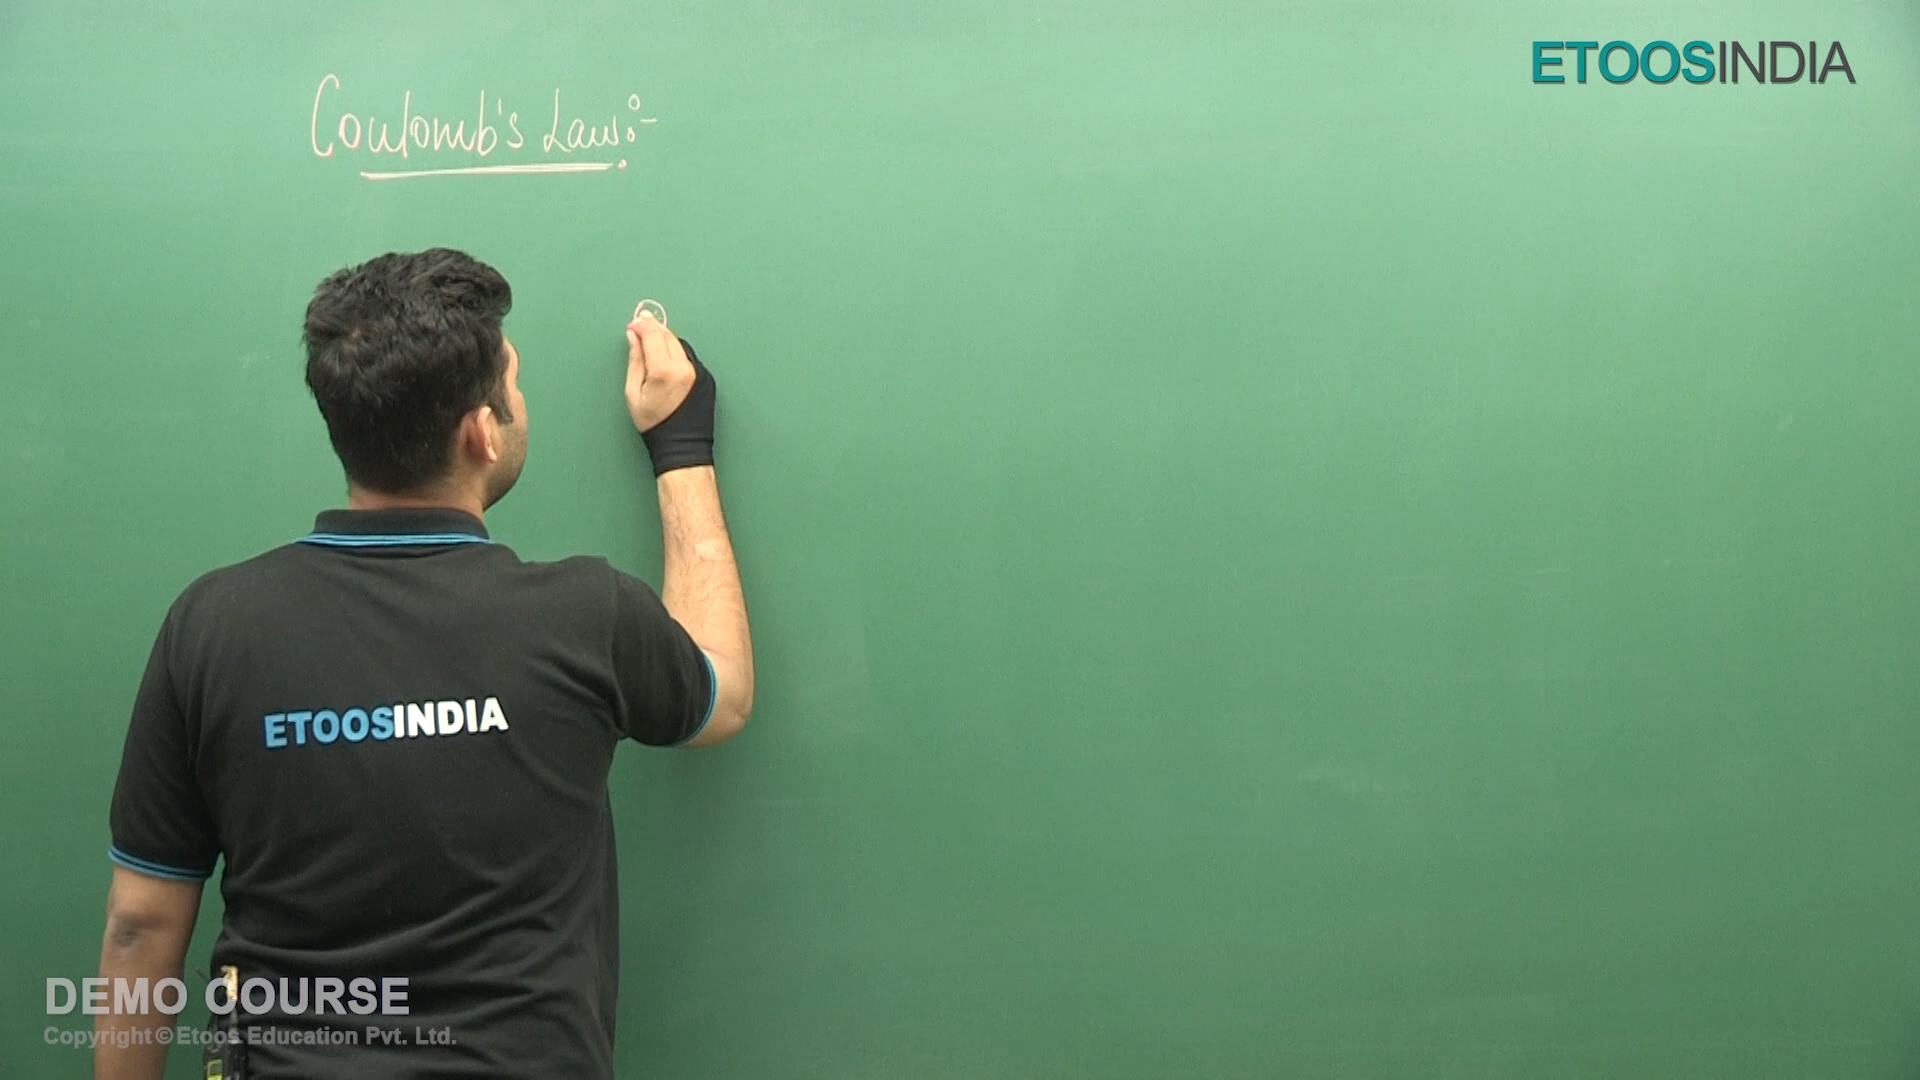 ETOOSINDIA
Coulomb's Law:-
ETOOSINDIA
DEMO COURSE
Copyright © Etoos Education Pvt. Ltd.